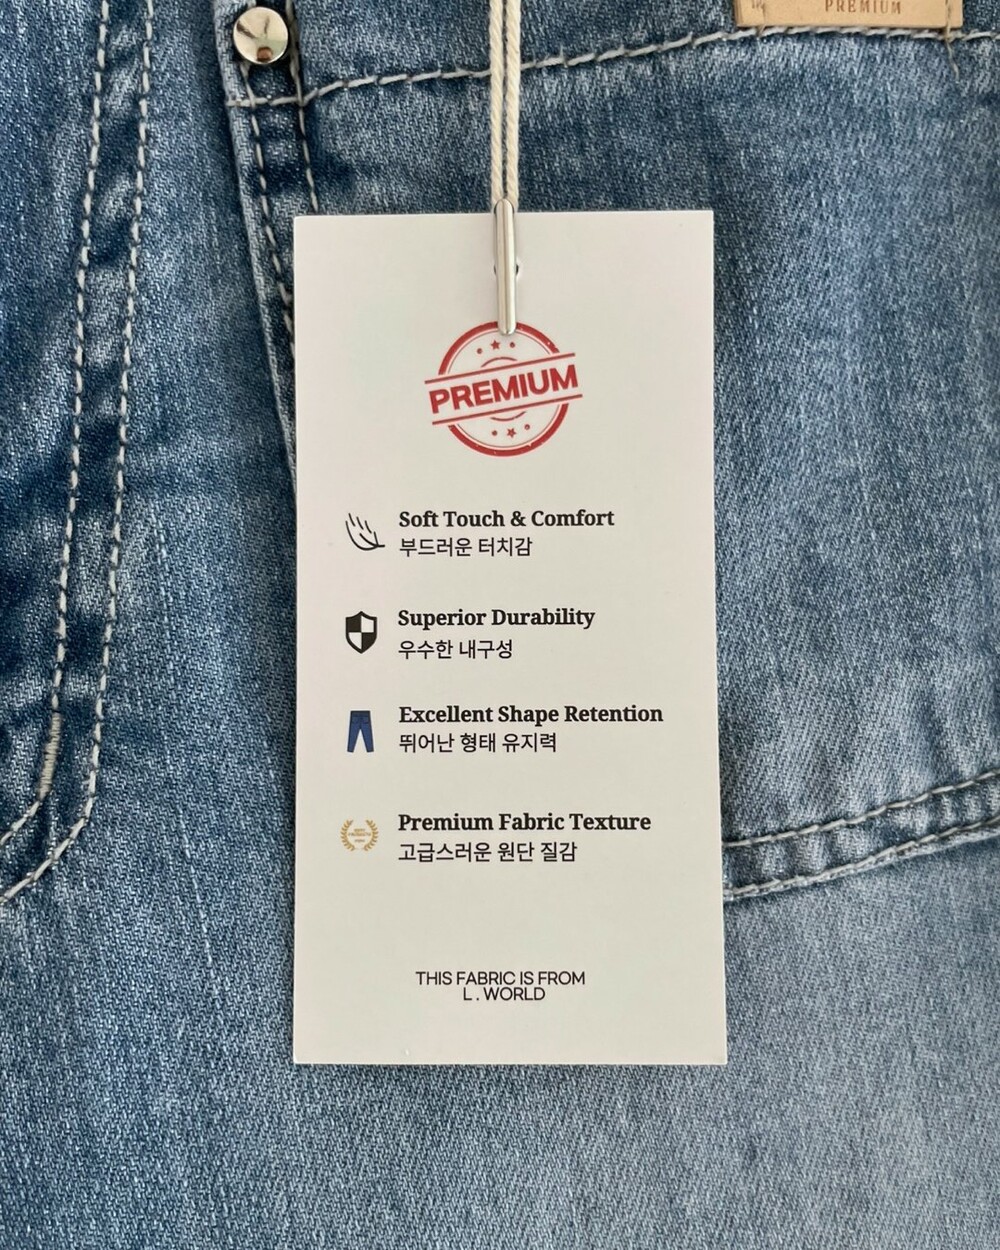 PREMIUM
PREMIUM
Soft Touch & Comfort
부드러운 터치감
Superior Durability
우수한 내구성
Excellent Shape Retention
뛰어난 형태 유지력
Premium Fabric Texture
고급스러운 원단 질감
THIS FABRIC IS FROM
L . WORLD